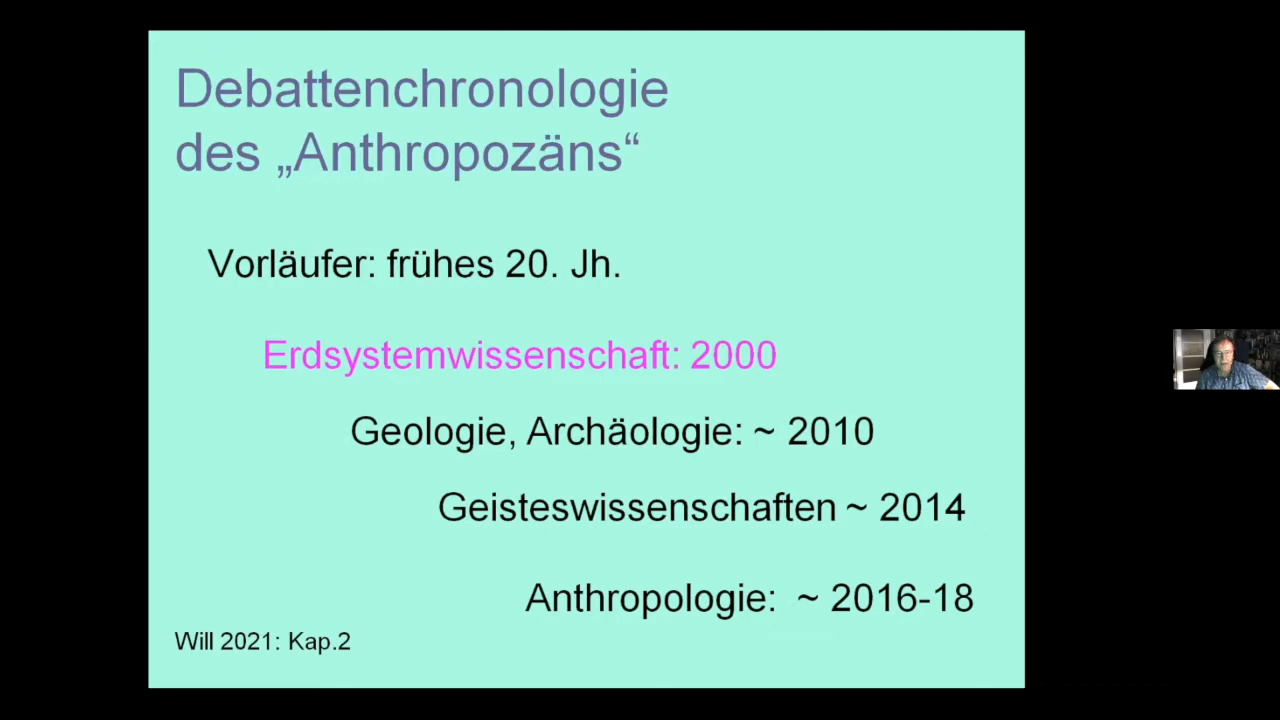 Debattenchronologie
des „Anthropozäns“
Vorläufer: frühes 20. Jh.
Erdsystemwissenschaft: 2000
Geologie, Archäologie: ~ 2010
Geisteswissenschaften ~ 2014
Anthropologie: ~ 2016-18
Will 2021: Kap.2